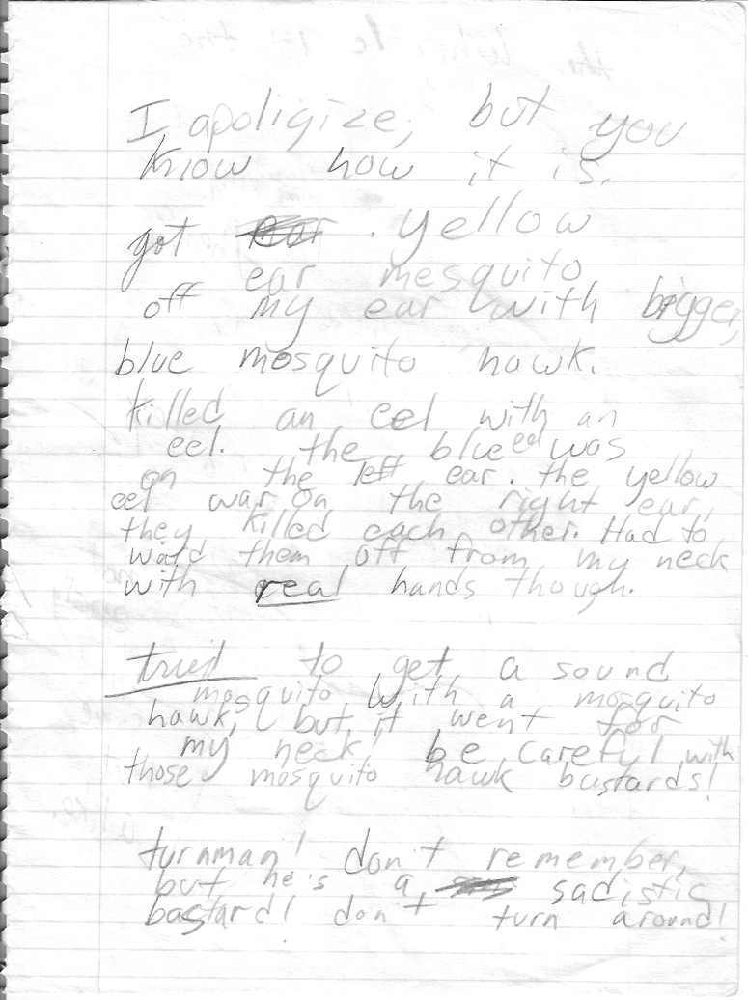 I apoligize, but you
know how it is.
got . yellow
ear mesquito
off my ear with bigger,
blue mosquito hawk.
killed an eel with an
eel. the blue eel was
on the left ear. the yellow
eel war on the right ear,
they killed each other. Had to
ward them off from my neck
with real hands though.
tried to get a sound
mosquito with a mosquito
hawk, but it went for
my neck! be careful with
those mosquito hawk bastards!
turnman! don't remember,
but he's a sadistic
bastard! don't turn around!